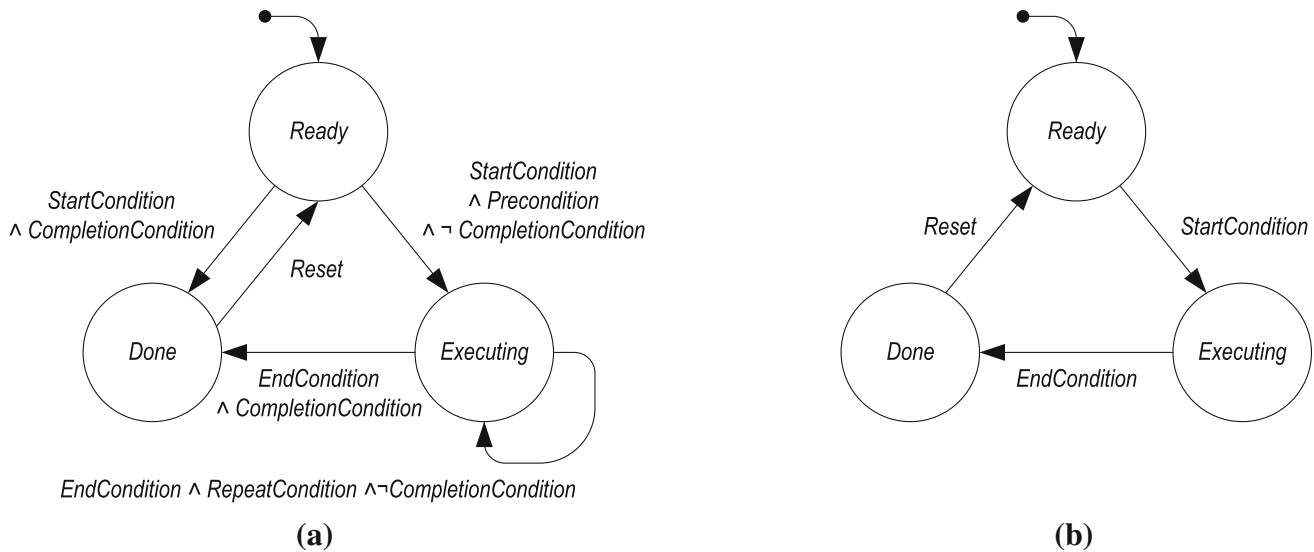 Ready
StartCondition
∧ CompletionCondition
StartCondition
∧ Precondition
∧ ¬ CompletionCondition
Reset
Done
Executing
EndCondition
∧ CompletionCondition
EndCondition ∧ RepeatCondition ∧¬CompletionCondition
(a)
Ready
Reset
StartCondition
Done
Executing
EndCondition
(b)